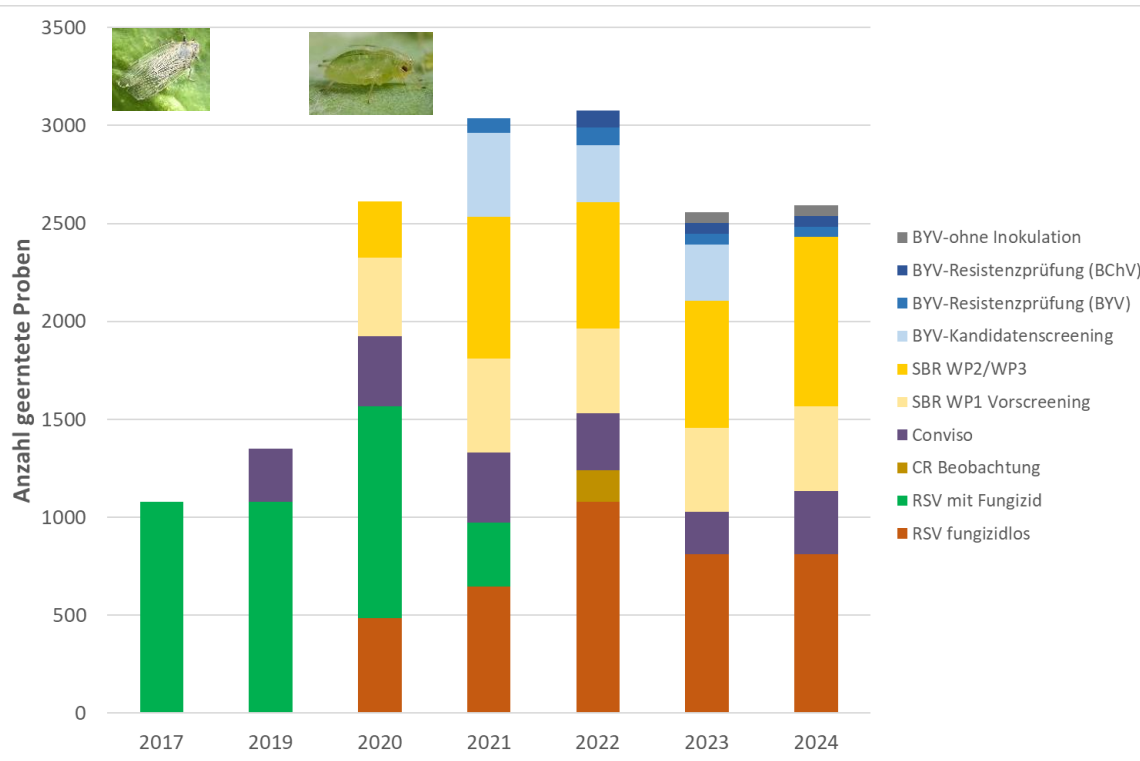 3500
3000
2500
2000
1500
1000
500
0
Anzahl geerntete Proben
2017 2019 2020 2021 2022 2023 2024
BYV-ohne Inokulation
BYV-Resistenzprüfung (BChV)
BYV-Resistenzprüfung (BYV)
BYV-Kandidatenscreening
SBR WP2/WP3
SBR WP1 Vorscreening
Conviso
CR Beobachtung
RSV mit Fungizid
RSV fungizidlos